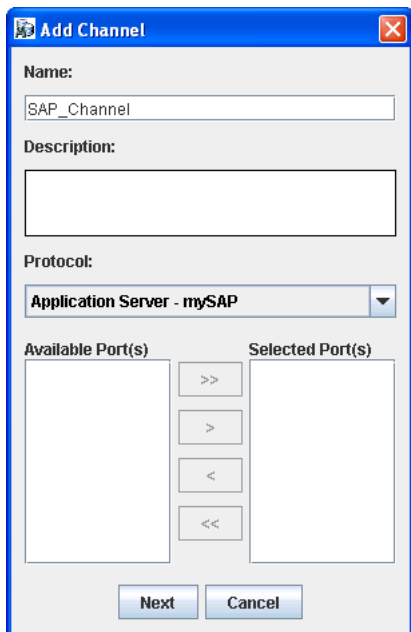 Add Channel
Name:
SAP_Channel
Description:
Protocol:
Application Server - mySAP
Available Port(s) Selected Port(s)
>>
>
<
<<
Next Cancel